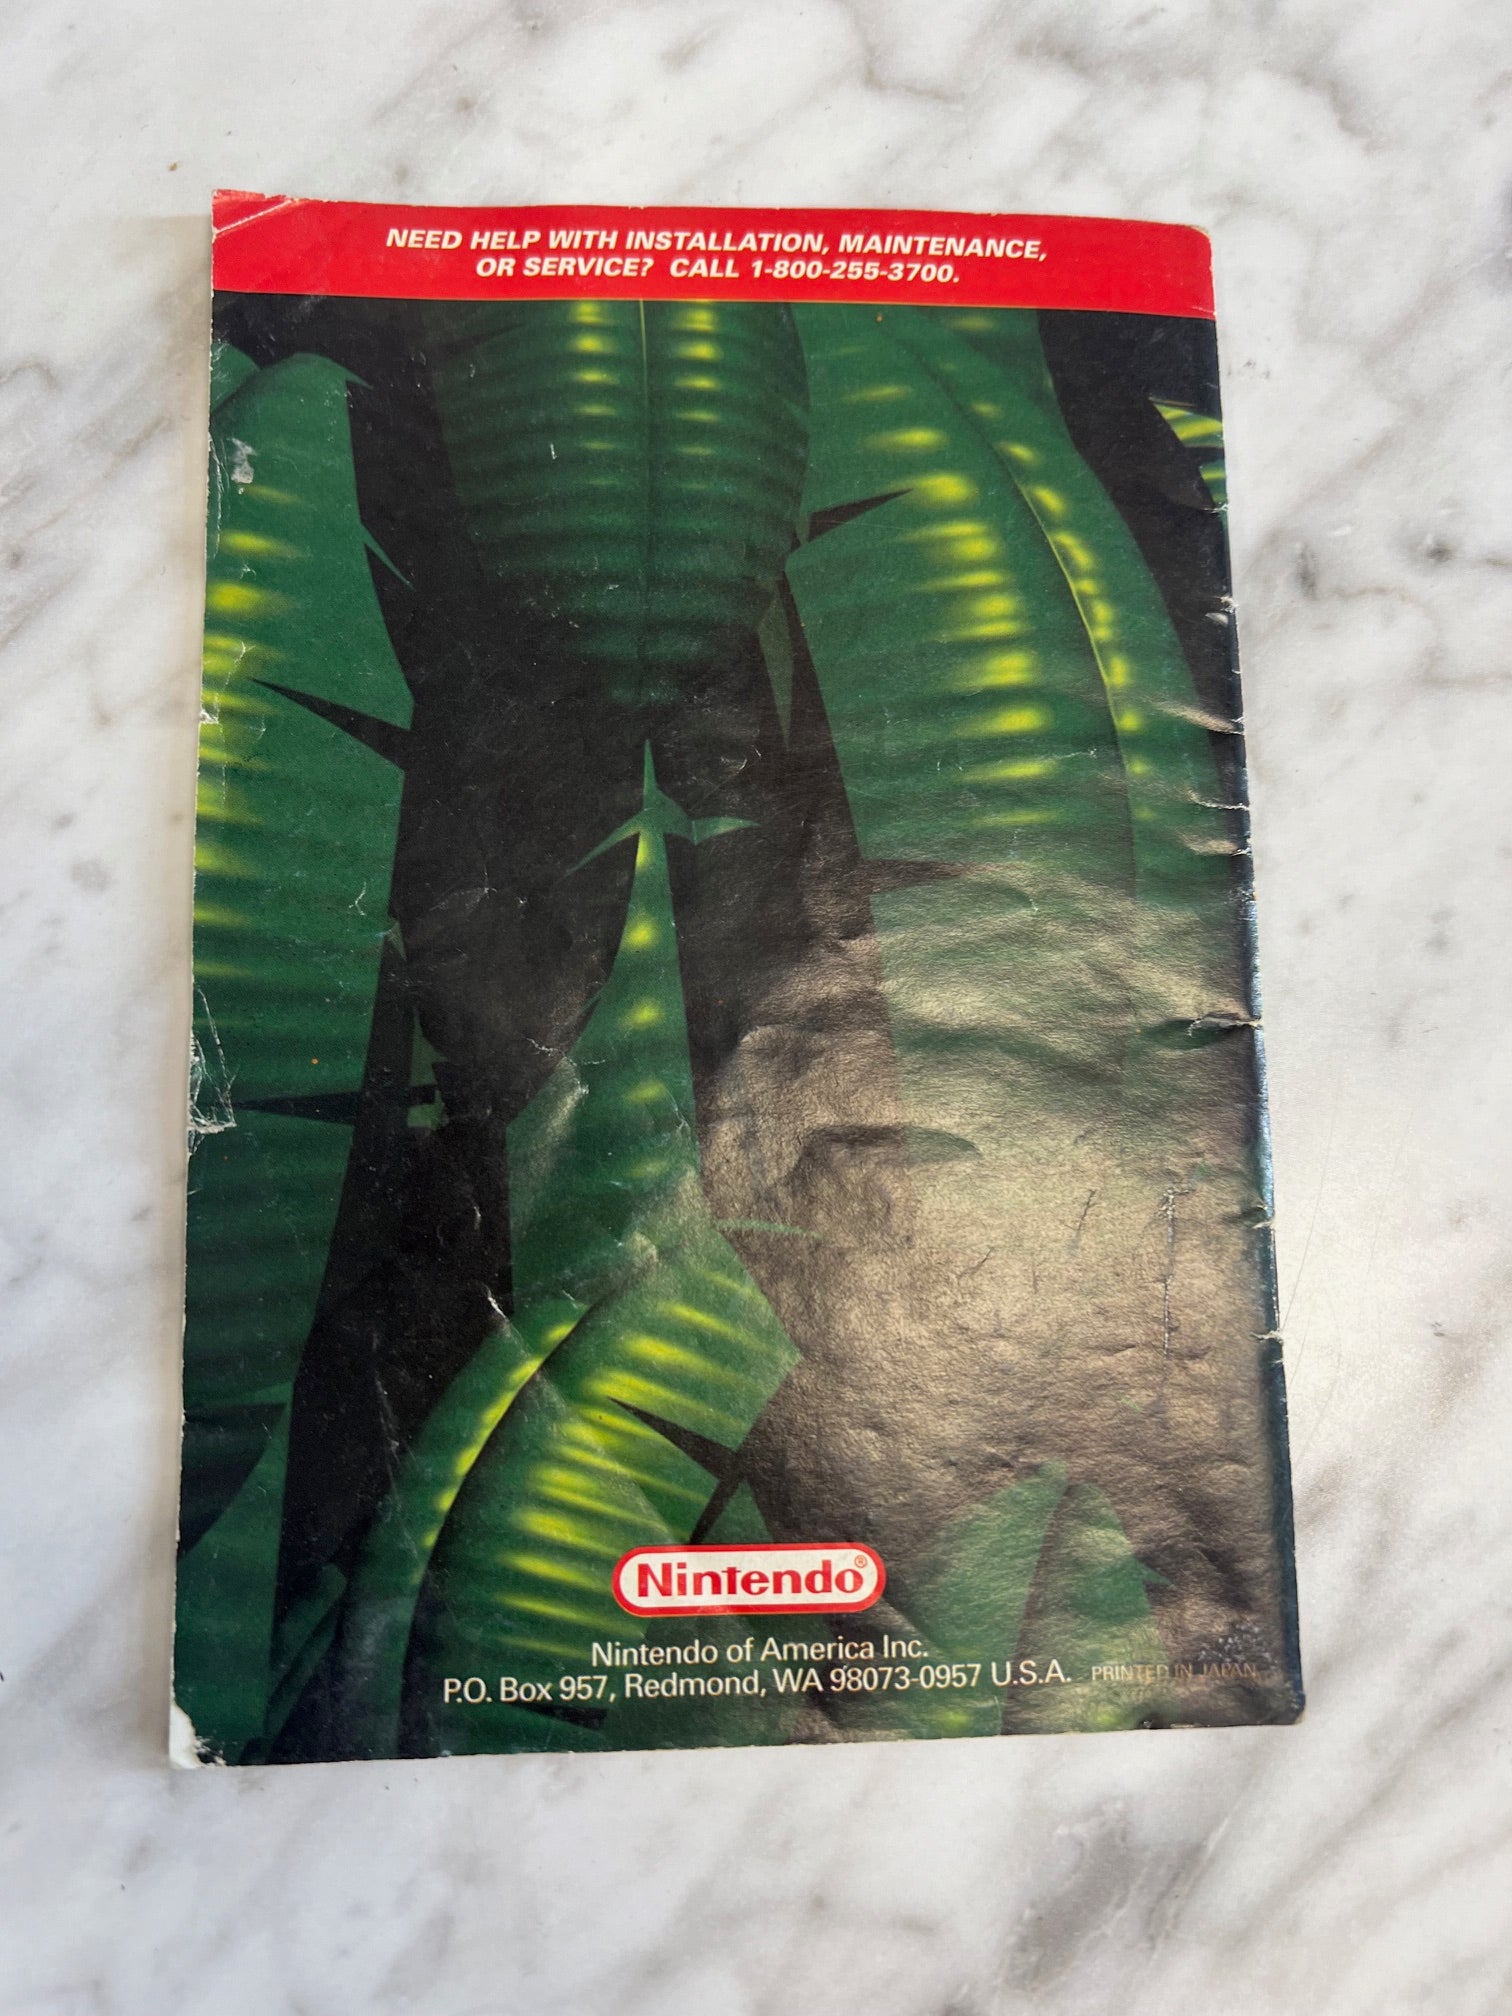 NEED HELP WITH INSTALLATION, MAINTENANCE,
OR SERVICE? CALL 1-800-255-3700.
Nintendo®
Nintendo of America Inc.
P.O. Box 957, Redmond, WA 98073-0957 U.S.A. PRINTED IN JAPAN